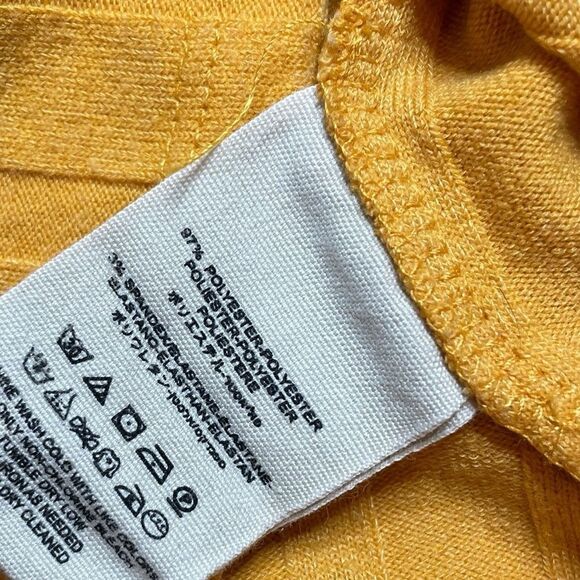 97% POLYESTER-POLYESTER
POLIESTER-POLYESTER
POLIESTERE
ポリエステル
3% SPANDEX/ELASTANE-ELASTANE
ELASTANO-ELASTHAN-ELASTAN
ポリウレタン
WASH COLD WITH LIKE COLORS
ONLY NON-CHLORINE BLEACH
TUMBLE DRY LOW
IRON AS NEEDED
DRY CLEANED